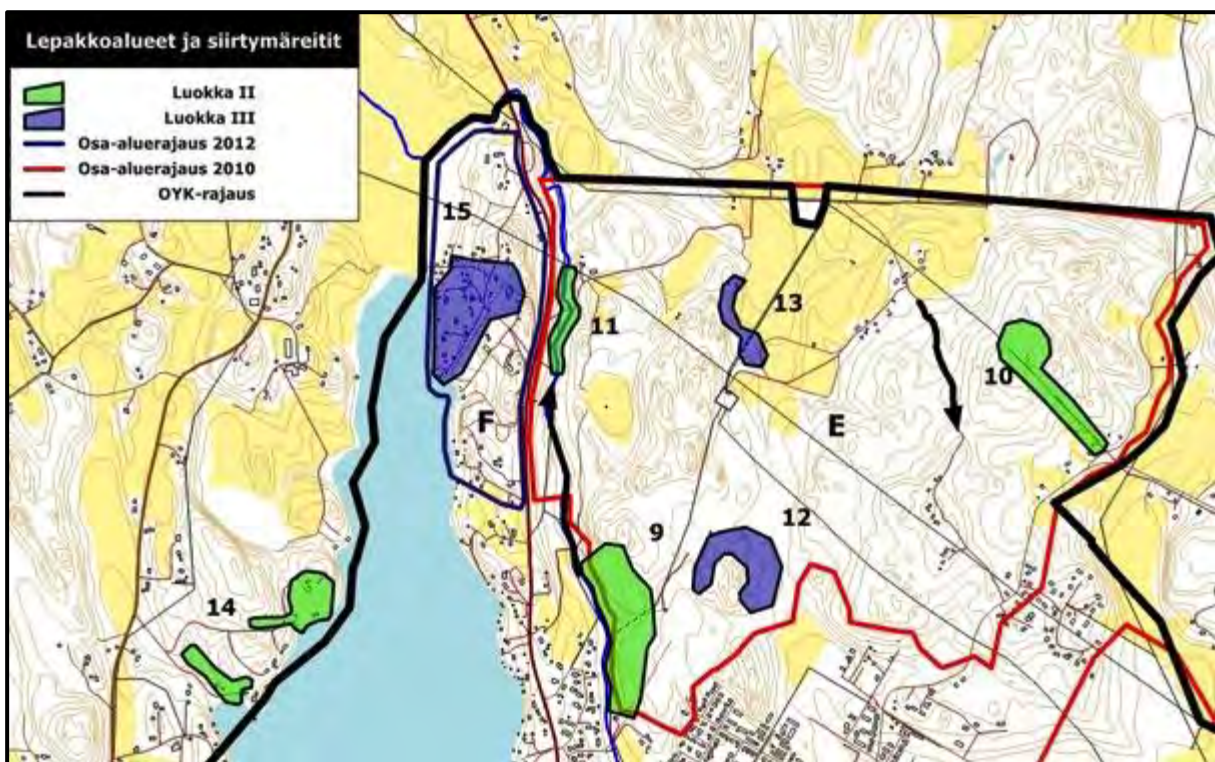 Lepakkoalueet ja siirtymäreitit
Luokka II
Luokka III
Osa-aluerajaus 2012
Osa-aluerajaus 2010
OYK-rajaus
15
13
11
10
F
E
9
12
14